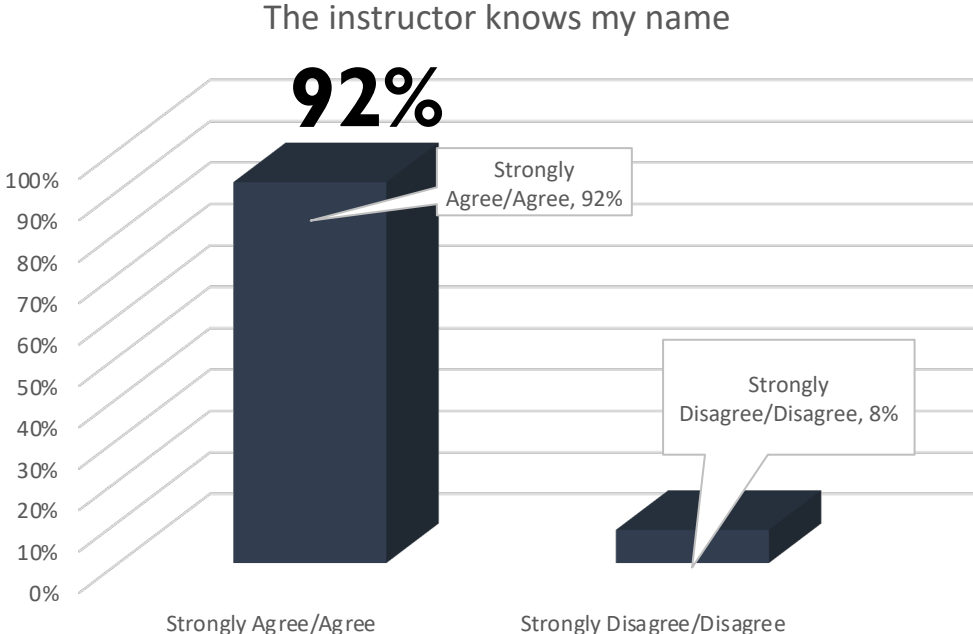 The instructor knows my name
92%
Strongly
Agree/Agree, 92%
Strongly
Disagree/Disagree, 8%
100%
90%
80%
70%
60%
50%
40%
30%
20%
10%
0%
Strongly Agree/Agree
Strongly Disagree/Disagree